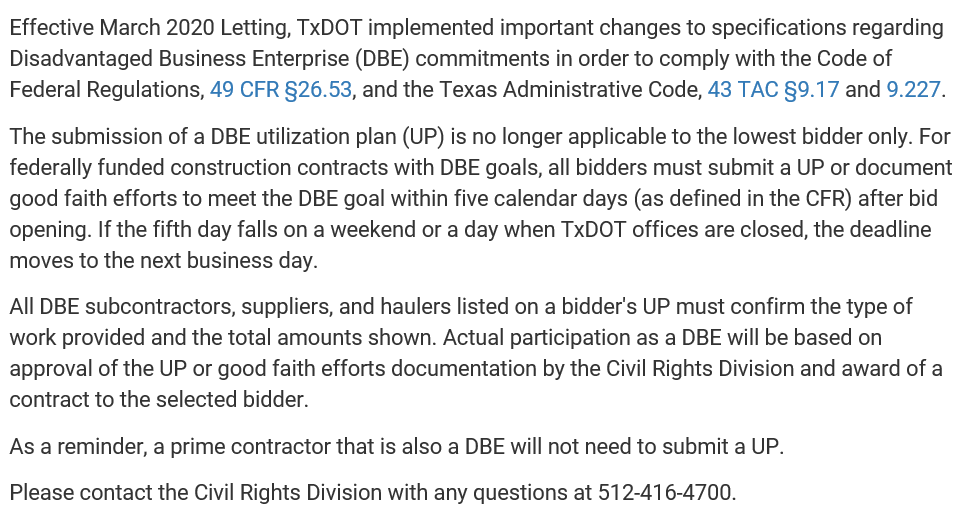 Effective March 2020 Letting, TxDOT implemented important changes to specifications regarding
Disadvantaged Business Enterprise (DBE) commitments in order to comply with the Code of
Federal Regulations, 49 CFR §26.53, and the Texas Administrative Code, 43 TAC §9.17 and 9.227.
The submission of a DBE utilization plan (UP) is no longer applicable to the lowest bidder only. For
federally funded construction contracts with DBE goals, all bidders must submit a UP or document
good faith efforts to meet the DBE goal within five calendar days (as defined in the CFR) after bid
opening. If the fifth day falls on a weekend or a day when TxDOT offices are closed, the deadline
moves to the next business day.
All DBE subcontractors, suppliers, and haulers listed on a bidder's UP must confirm the type of
work provided and the total amounts shown. Actual participation as a DBE will be based on
approval of the UP or good faith efforts documentation by the Civil Rights Division and award of a
contract to the selected bidder.
As a reminder, a prime contractor that is also a DBE will not need to submit a UP.
Please contact the Civil Rights Division with any questions at 512-416-4700.